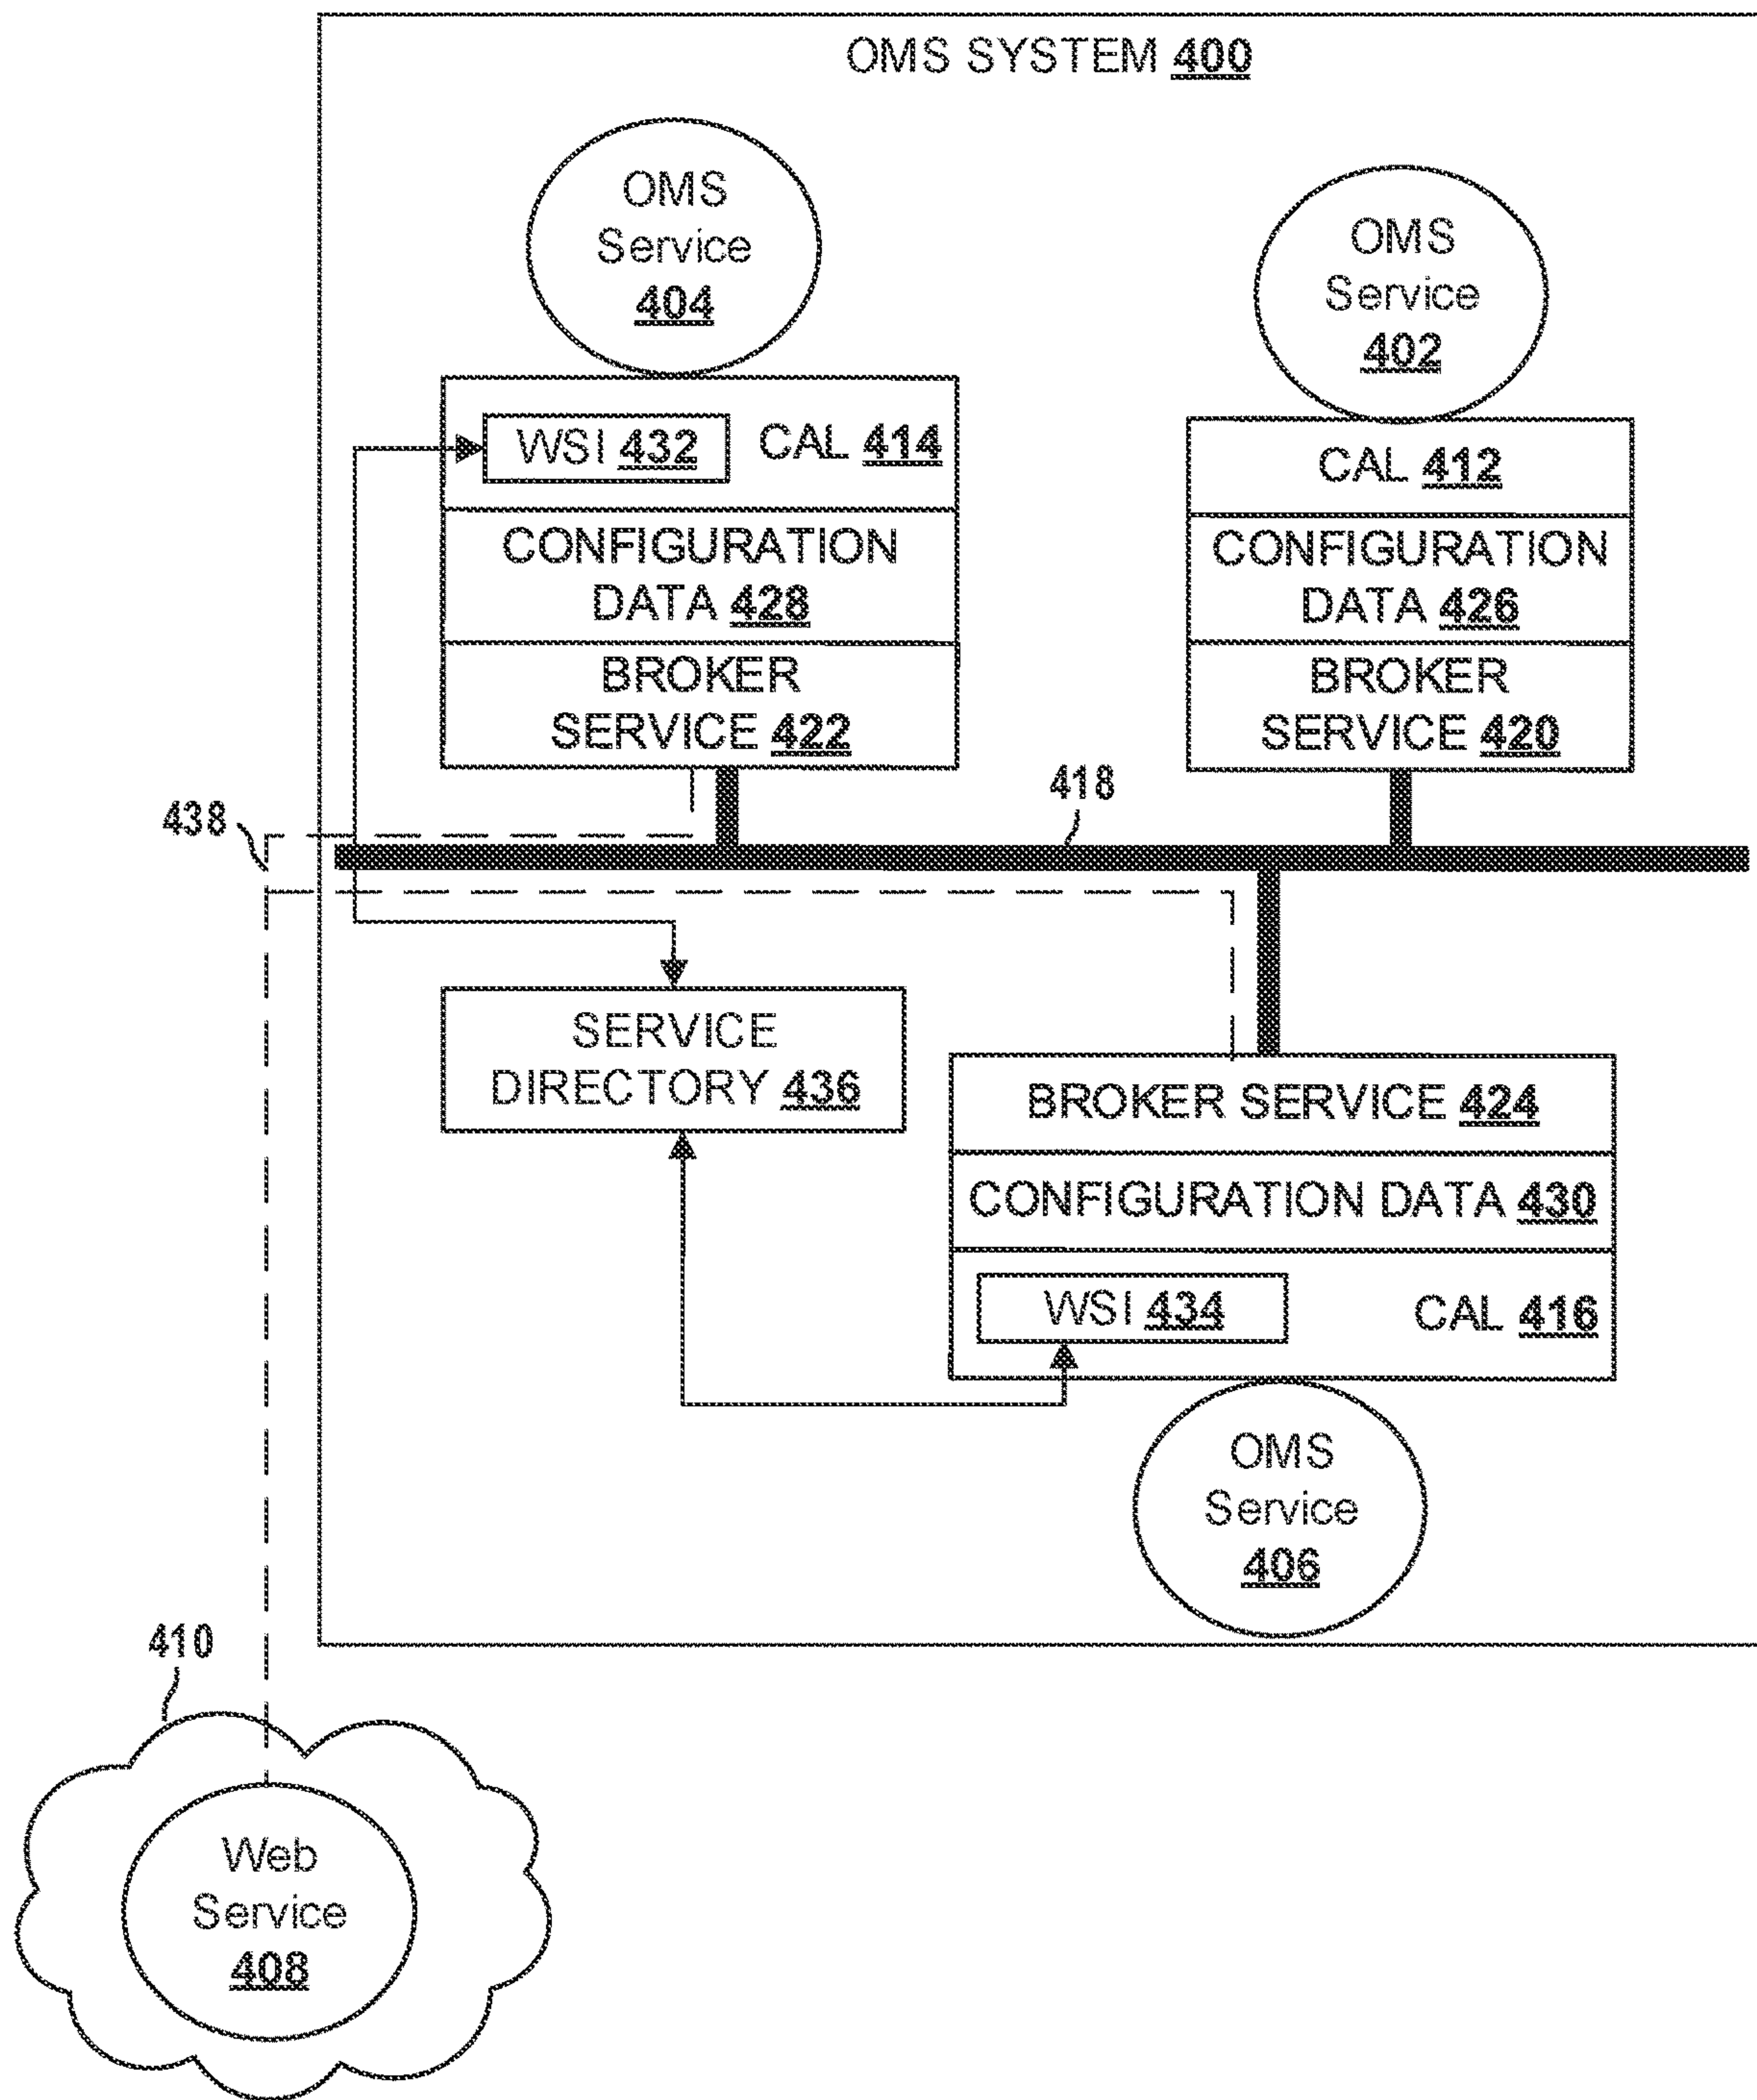 OMS SYSTEM 400
OMS
Service
404
OMS
Service
402
WSI 432
CAL 414
CONFIGURATION
DATA 428
BROKER
SERVICE 422
CAL 412
CONFIGURATION
DATA 426
BROKER
SERVICE 420
438
418
SERVICE
DIRECTORY 436
BROKER SERVICE 424
CONFIGURATION DATA 430
WSI 434
CAL 416
OMS
Service
406
410
Web
Service
408